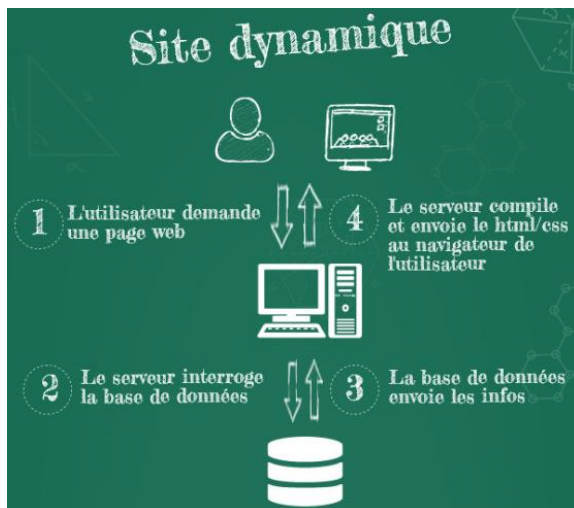 Site dynamique
1
L'utilisateur demande
une page web
4
Le serveur compile
et envoie le html/css
au navigateur de
l'utilisateur
2
Le serveur interroge
la base de données
3
La base de données
envoie les infos